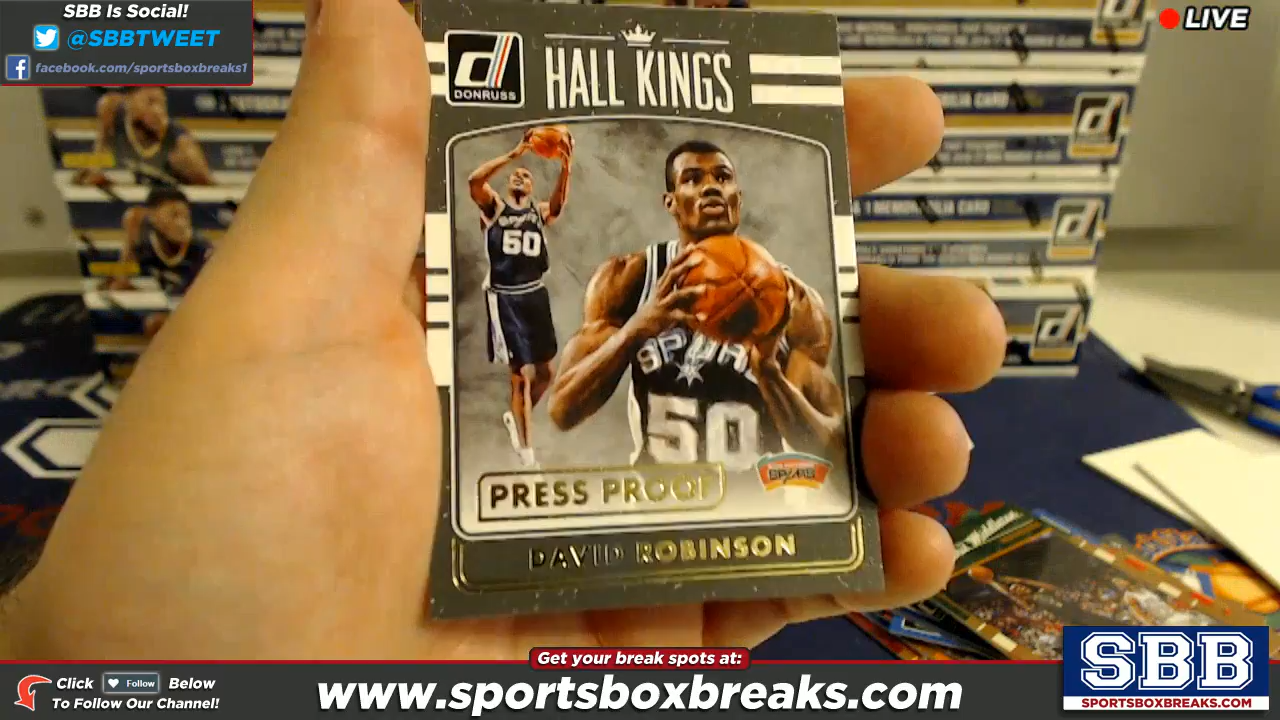 SBB Is Social!
@SBBTWEET
facebook.com/sportsboxbreaks1
LIVE
DONRUSS
HALL KINGS
SPURS
50
SPURS
50
PRESS PROOF
SPURS
DAVID ROBINSON
Get your break spots at:
www.sportsboxbreaks.com
Click Follow Below
To Follow Our Channel!
SBB
SPORTSBOXBREAKS.COM